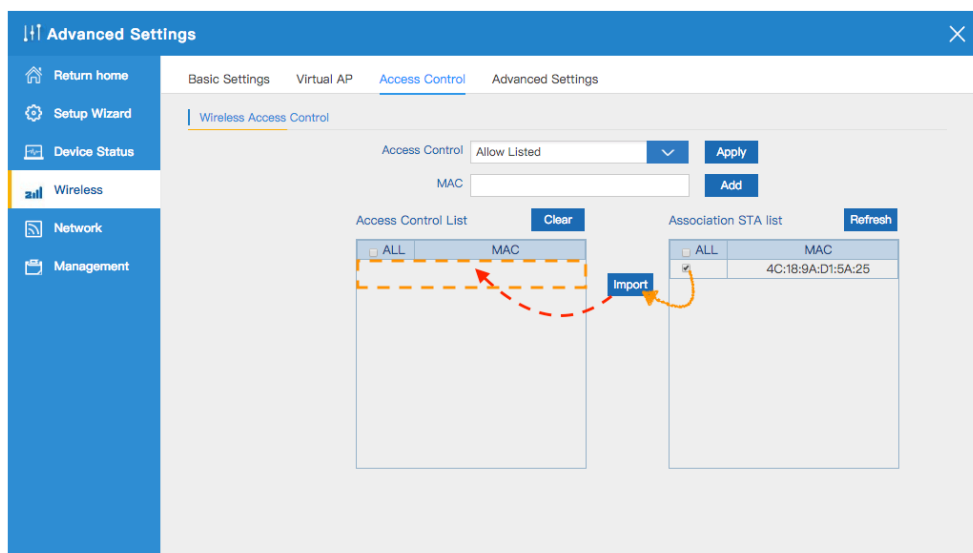 Advanced Settings
Return home
Setup Wizard
Device Status
Wireless
Network
Management
Basic Settings Virtual AP Access Control Advanced Settings
Wireless Access Control
Access Control Allow Listed Apply
MAC Add
Access Control List Clear
ALL MAC
Import
Association STA list Refresh
ALL MAC
4C:18:9A:D1:5A:25